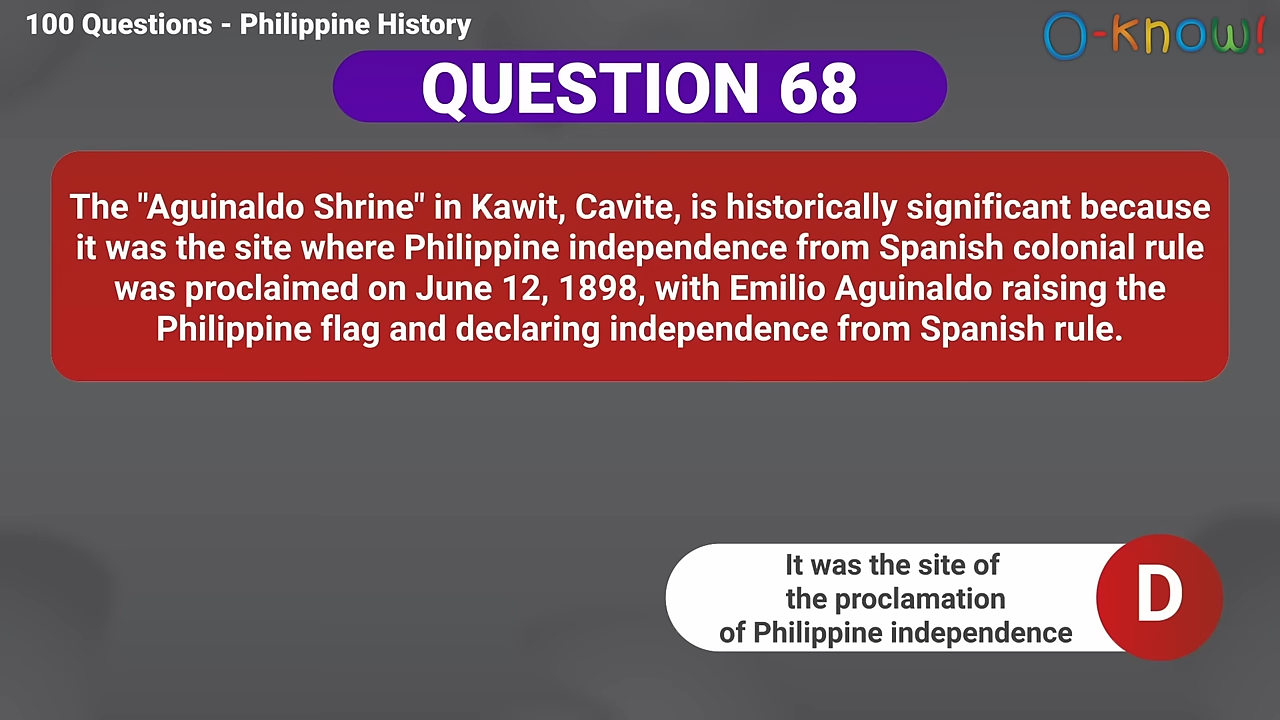 100 Questions - Philippine History
O-know!
QUESTION 68
The "Aguinaldo Shrine" in Kawit, Cavite, is historically significant because
it was the site where Philippine independence from Spanish colonial rule
was proclaimed on June 12, 1898, with Emilio Aguinaldo raising the
Philippine flag and declaring independence from Spanish rule.
It was the site of
the proclamation
of Philippine independence
D